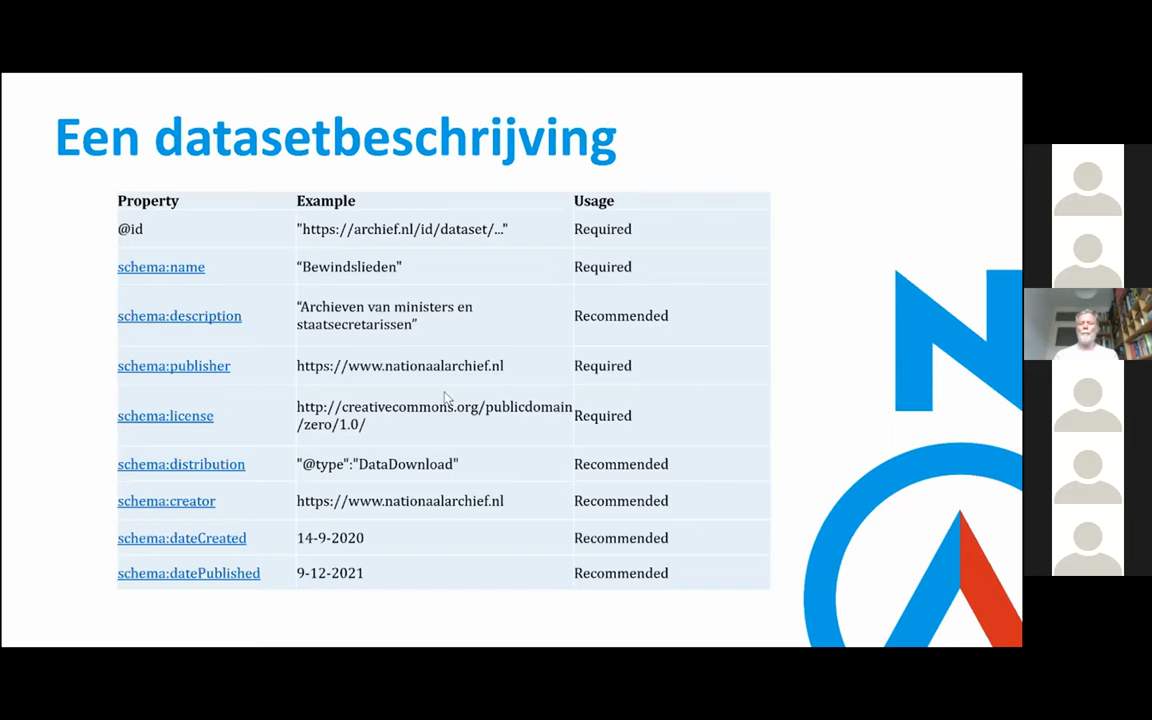 Een datasetbeschrijving
Property Example Usage
@id "https://archief.nl/id/dataset/..." Required
schema:name “Bewindslieden" Required
schema:description “Archieven van ministers en
staatsecretarissen” Recommended
schema:publisher https://www.nationaalarchief.nl Required
schema:license http://creativecommons.org/publicdomain
/zero/1.0/ Required
schema:distribution "@type":"DataDownload" Recommended
schema:creator https://www.nationaalarchief.nl Recommended
schema:dateCreated 14-9-2020 Recommended
schema:datePublished 9-12-2021 Recommended
N
A